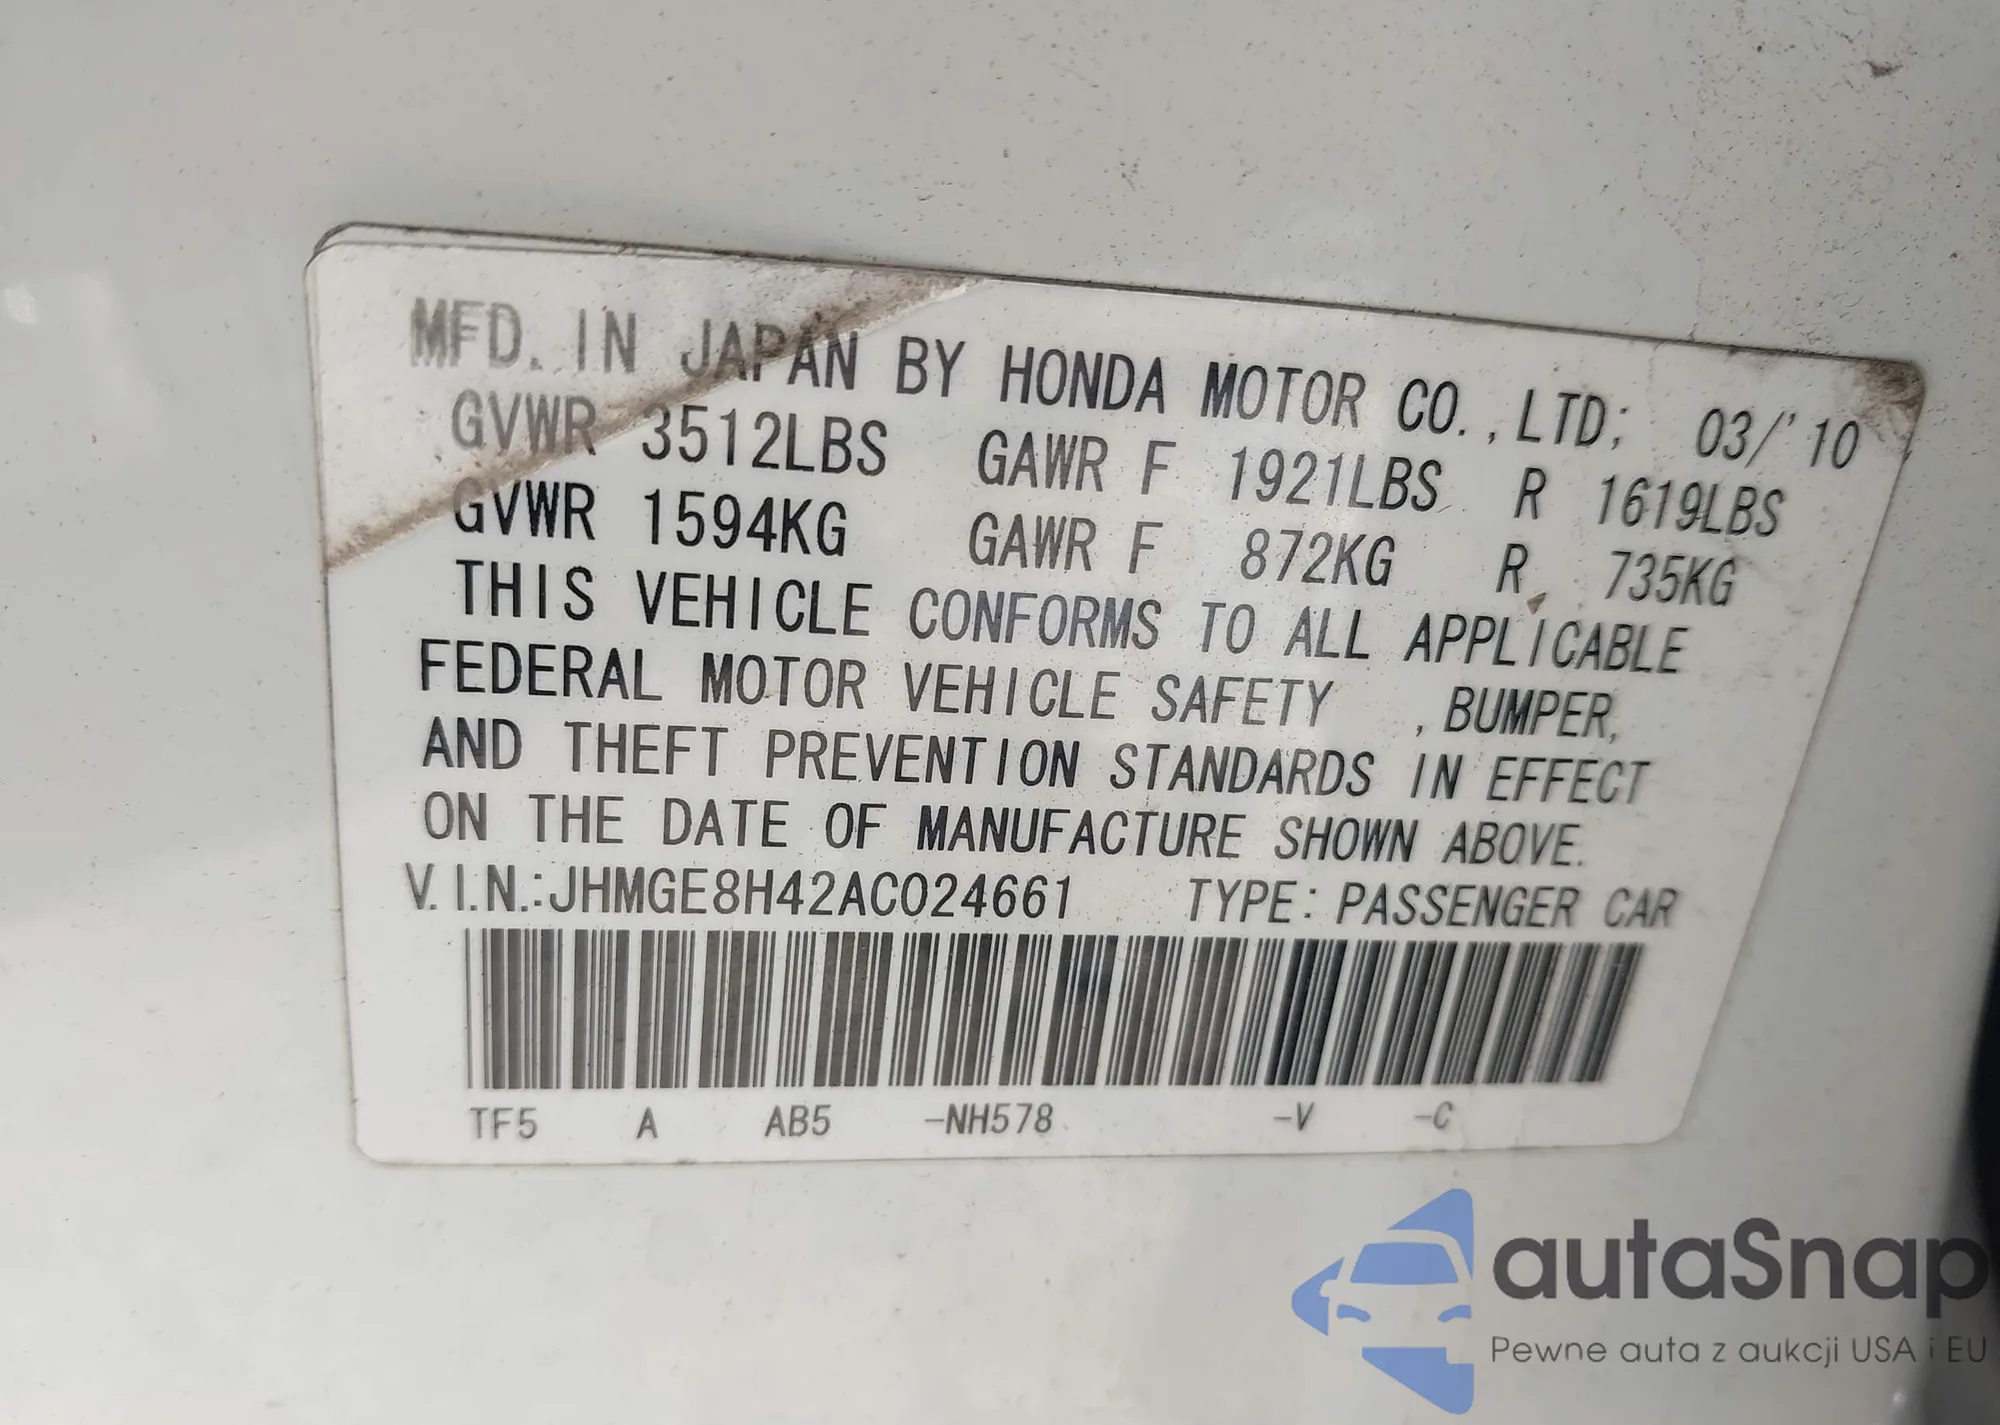 MFD. IN JAPAN BY HONDA MOTOR CO., LTD; 03/'10
GVWR 3512LBS GAWR F 1921LBS R 1619LBS
GVWR 1594KG GAWR F 872KG R 735KG
THIS VEHICLE CONFORMS TO ALL APPLICABLE
FEDERAL MOTOR VEHICLE SAFETY , BUMPER,
AND THEFT PREVENTION STANDARDS IN EFFECT
ON THE DATE OF MANUFACTURE SHOWN ABOVE.
V.I.N.:JHMGE8H42AC024661 TYPE: PASSENGER CAR
TF5 A AB5 -NH578 -V -C
autaSnap
Pewne auta z aukcji USA i EU